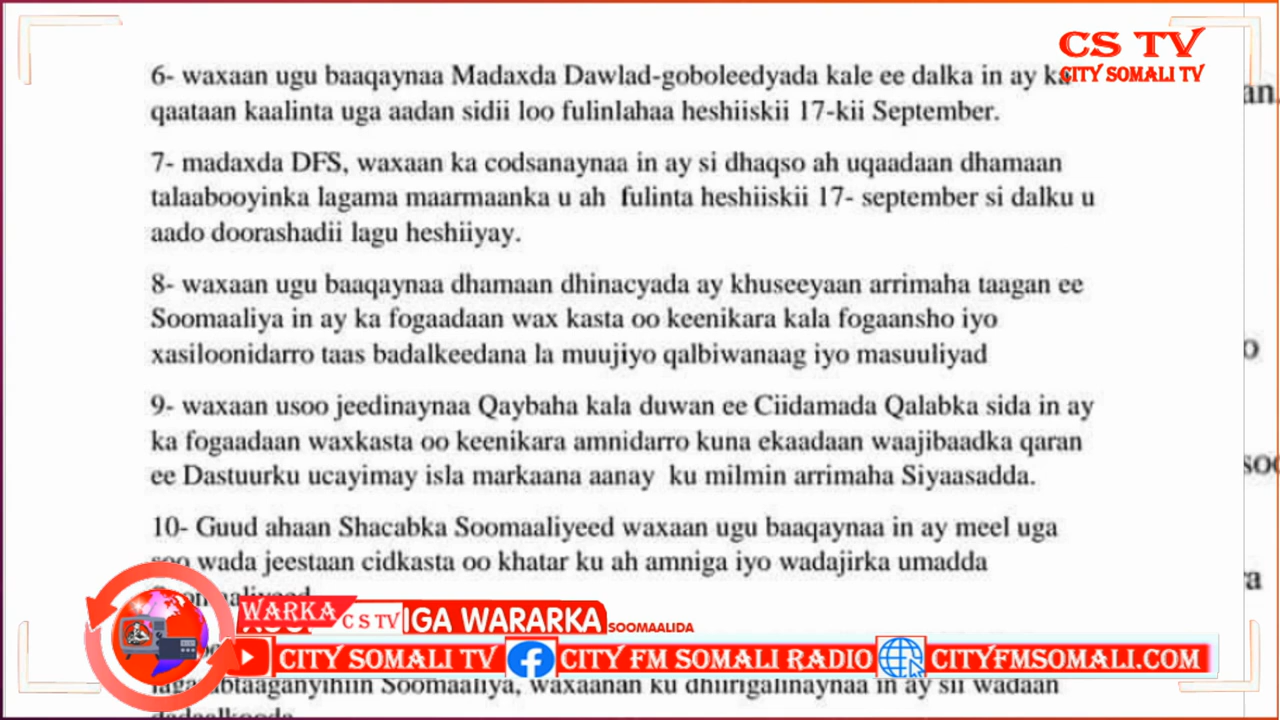 CS TV
CITY SOMALI TV
6- waxaan ugu baaqaynaa Madaxda Dawlad-goboleedyada kale ee dalka in ay ka
qaataan kaalinta uga aadan sidii loo fulinlahaa heshiiskii 17-kii September.
7- madaxda DFS, waxaan ka codsanaynaa in ay si dhaqso ah uqaadaan dhamaan
talaabooyinka lagama maarmaanka u ah fulinta heshiiskii 17- september si dalku u
aado doorashadii lagu heshiiyay.
8- waxaan ugu baaqaynaa dhamaan dhinacyada ay khuseeyaan arrimaha taagan ee
Soomaaliya in ay ka fogaadaan wax kasta oo keenikara kala fogaansho iyo
xasiloonidarro taas badalkeedana la muujiyo qalbiwanaag iyo masuuliyad
9- waxaan usoo jeedinaynaa Qaybaha kala duwan ee Ciidamada Qalabka sida in ay
ka fogaadaan waxkasta oo keenikara amnidarro kuna ekaadaan waajibaadka qaran
ee Dastuurku ucayimay isla markaana aanay ku milmin arrimaha Siyaasadda.
10- Guud ahaan Shacabka Soomaaliyeed waxaan ugu baaqaynaa in ay meel uga
soo wada jeestaan cidkasta oo khatar ku ah amniga iyo wadajirka umadda
WARKA
C S TV
IGA WARARKA
SOOMAALIDA
CITY SOMALI TV
CITY FM SOMALI RADIO
CITYFMSOMALI.COM
Soomaaliya, waxaanan ku dhiirigalinaynaa in ay sii wadaan